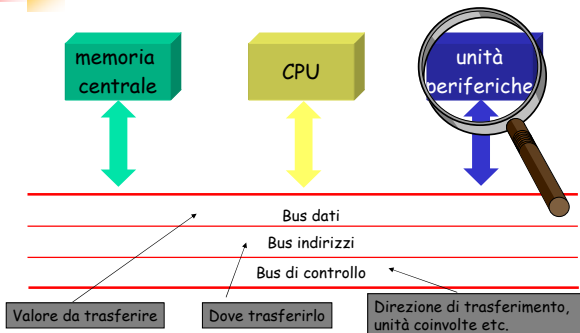 memoria
centrale
CPU
unità
periferiche
Bus dati
Bus indirizzi
Bus di controllo
Valore da trasferire
Dove trasferirlo
Direzione di trasferimento,
unità coinvolte etc.